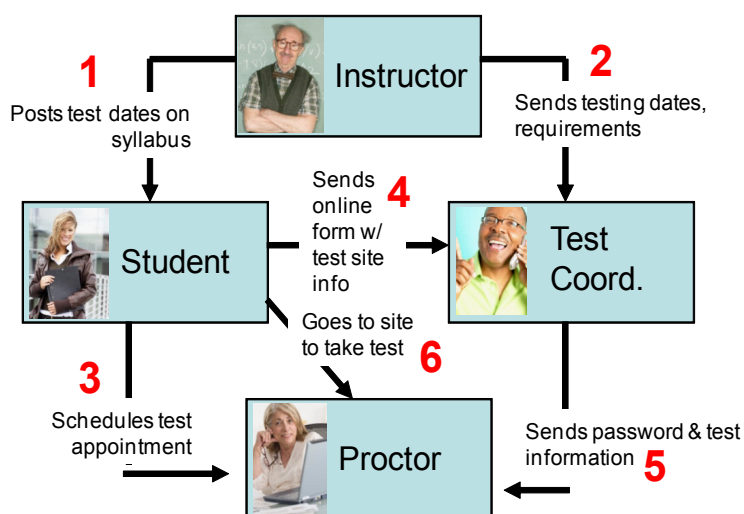 Instructor
1
Posts test dates on
syllabus
2
Sends testing dates,
requirements
Student
Sends
online
form w/
test site
info
4
Test
Coord.
Goes to site
to take test
6
3
Schedules test
appointment
Proctor
Sends password & test
information
5